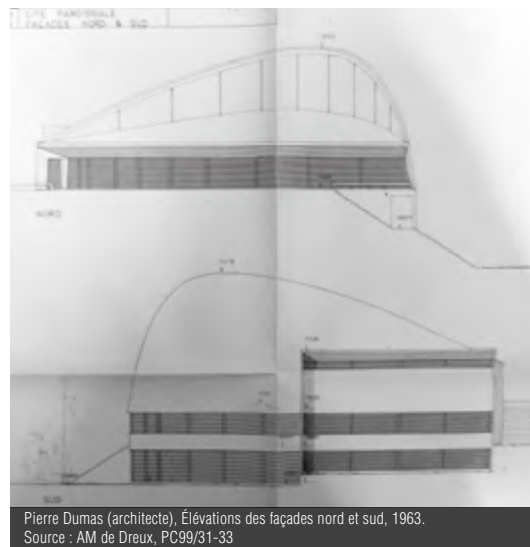 CITE PAROISSIALE
FACADES NORD & SUD
NORD
SUD
Pierre Dumas (architecte), Élévations des façades nord et sud, 1963.
Source : AM de Dreux, PC99/31-33